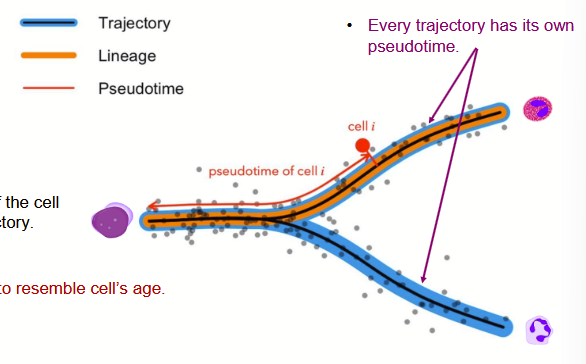 Trajectory
Lineage
Pseudotime
• Every trajectory has its own
pseudotime.
cell i
pseudotime of cell i
f the cell
ctory.
to resemble cell's age.